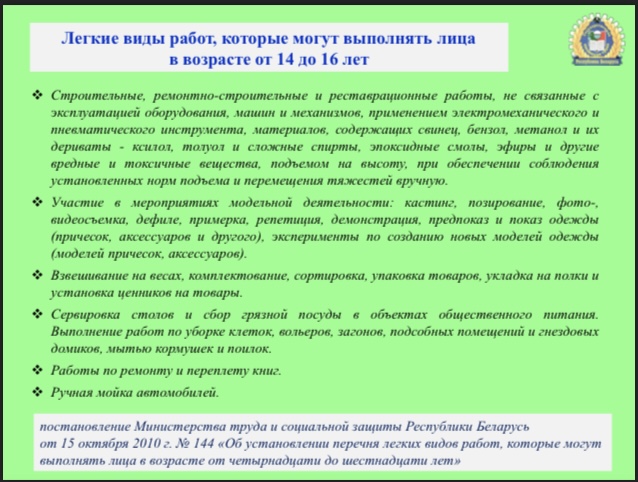 Легкие виды работ, которые могут выполнять лица
в возрасте от 14 до 16 лет
Республика Беларусь
❖ Строительные, ремонтно-строительные и реставрационные работы, не связанные с
эксплуатацией оборудования, машин и механизмов, применением электромеханического и
пневматического инструмента, материалов, содержащих свинец, бензол, метанол и их
дериваты - ксилол, толуол и сложные спирты, эпоксидные смолы, эфиры и другие
вредные и токсичные вещества, подъемом на высоту, при обеспечении соблюдения
установленных норм подъема и перемещения тяжестей вручную.
❖ Участие в мероприятиях модельной деятельности: кастинг, позирование, фото-,
видеосъемка, дефиле, примерка, репетиция, демонстрация, предпоказ и показ одежды
(причесок, аксессуаров и другого), эксперименты по созданию новых моделей одежды
(моделей причесок, аксессуаров).
❖ Взвешивание на весах, комплектование, сортировка, упаковка товаров, укладка на полки и
установка ценников на товары.
❖ Сервировка столов и сбор грязной посуды в объектах общественного питания.
Выполнение работ по уборке клеток, вольеров, загонов, подсобных помещений и гнездовых
домиков, мытью кормушек и поилок.
❖ Работы по ремонту и переплету книг.
❖ Ручная мойка автомобилей.
постановление Министерства труда и социальной защиты Республики Беларусь
от 15 октября 2010 г. № 144 «Об установлении перечня легких видов работ, которые могут
выполнять лица в возрасте от четырнадцати до шестнадцати лет»